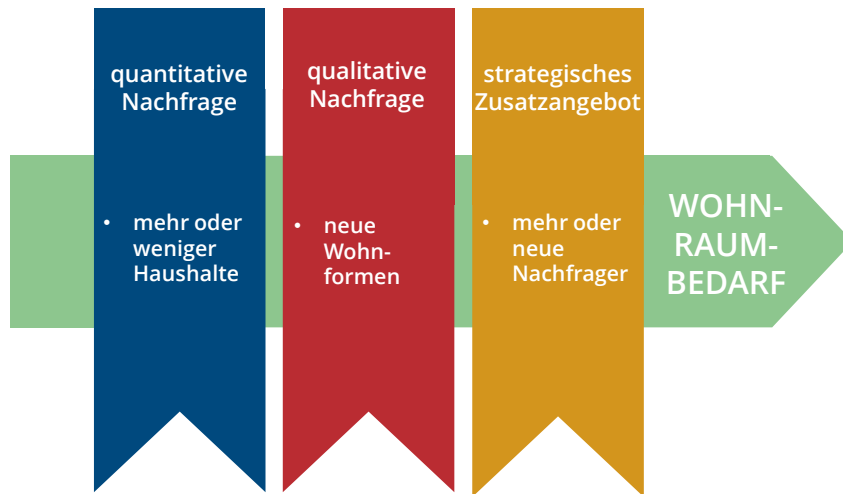 quantitative
Nachfrage
• mehr oder
weniger
Haushalte
qualitative
Nachfrage
• neue
Wohn-
formen
strategisches
Zusatzangebot
• mehr oder
neue
Nachfrager
WOHN-
RAUM-
BEDARF